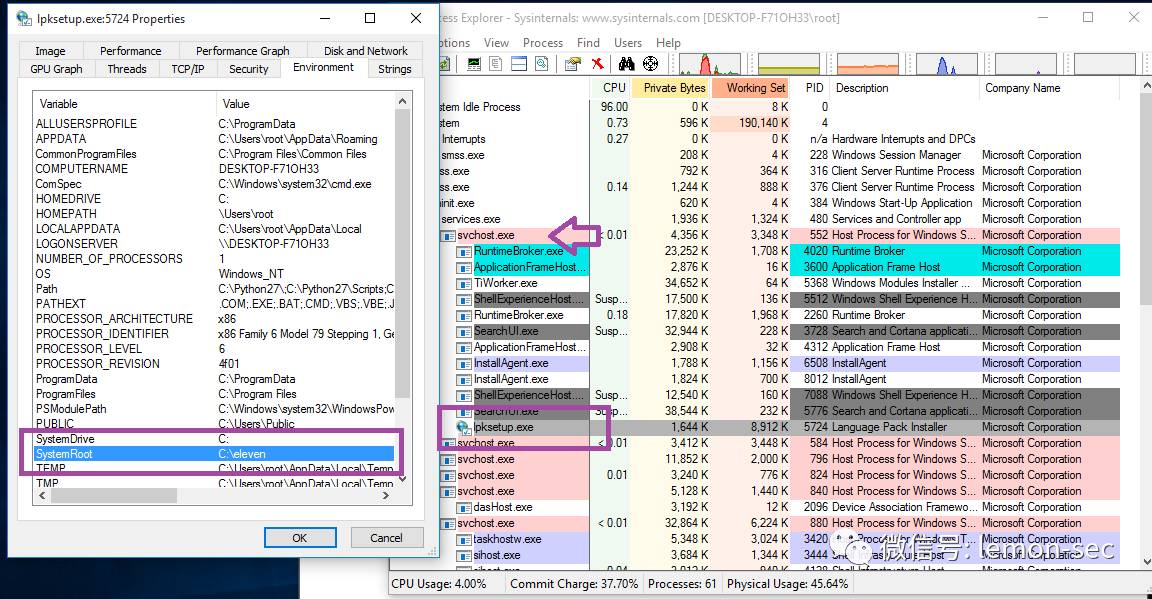 lpksetup.exe:5724 Properties
Image Performance Performance Graph Disk and Network
GPU Graph Threads TCP/IP Security Environment Strings
Variable Value
ALLUSERSPROFILE C:\ProgramData
APPDATA C:\Users\root\AppData\Roaming
CommonProgramFiles C:\Program Files\Common Files
COMPUTERNAME DESKTOP-F71OH33
ComSpec C:\Windows\system32\cmd.exe
HOMEDRIVE C:
HOMEPATH \Users\root
LOCALAPPDATA C:\Users\root\AppData\Local
LOGONSERVER \\DESKTOP-F71OH33
NUMBER_OF_PROCESSORS 1
OS Windows_NT
Path C:\Python27\;C:\Python27\Scripts;C
PATHEXT .COM;.EXE;.BAT;.CMD;.VBS;.VBE;.J
PROCESSOR_ARCHITECTURE x86
PROCESSOR_IDENTIFIER x86 Family 6 Model 79 Stepping 1, Ge
PROCESSOR_LEVEL 6
PROCESSOR_REVISION 4f01
ProgramData C:\ProgramData
ProgramFiles C:\Program Files
PSModulePath C:\Windows\system32\WindowsPow
PUBLIC C:\Users\Public
SystemDrive C:
SystemRoot C:\eleven
TEMP C:\Users\root\AppData\Local\Temp
TMP C:\Users\root\AppData\Local\Temp
OK Cancel
ess Explorer - Sysinternals: www.sysinternals.com [DESKTOP-F71OH33\root]
ptions View Process Find Users Help
CPU Private Bytes Working Set PID Description Company Name
stem Idle Process 96.00 0 K 8 K 0
stem 0.73 596 K 190,140 K 4
Interrupts 0.27 0 K 0 K n/a Hardware Interrupts and DPCs
smss.exe 208 K 4 K 228 Windows Session Manager Microsoft Corporation
ss.exe 792 K 364 K 316 Client Server Runtime Process Microsoft Corporation
ss.exe 0.14 1,244 K 888 K 376 Client Server Runtime Process Microsoft Corporation
init.exe 620 K 4 K 384 Windows Start-Up Application Microsoft Corporation
services.exe 1,936 K 1,324 K 480 Services and Controller app Microsoft Corporation
svchost.exe < 0.01 4,356 K 3,348 K 552 Host Process for Windows S... Microsoft Corporation
RuntimeBroker.exe 23,252 K 1,708 K 4020 Runtime Broker Microsoft Corporation
ApplicationFrameHost... 2,876 K 16 K 3600 Application Frame Host Microsoft Corporation
TiWorker.exe 34,652 K 64 K 5368 Windows Modules Installer ... Microsoft Corporation
ShellExperienceHost.... Susp... 17,500 K 136 K 5512 Windows Shell Experience H... Microsoft Corporation
RuntimeBroker.exe 0.18 17,820 K 1,968 K 2260 Runtime Broker Microsoft Corporation
SearchUI.exe Susp... 32,944 K 228 K 3728 Search and Cortana applicati... Microsoft Corporation
ApplicationFrameHost... 2,908 K 32 K 4312 Application Frame Host Microsoft Corporation
InstallAgent.exe 1,788 K 1,156 K 6508 InstallAgent Microsoft Corporation
InstallAgent.exe 1,824 K 700 K 8012 InstallAgent Microsoft Corporation
ShellExperienceHost.... Susp... 12,540 K 160 K 7088 Windows Shell Experience H... Microsoft Corporation
SearchUI.exe Susp... 38,544 K 232 K 5776 Search and Cortana applicati... Microsoft Corporation
lpksetup.exe 1,644 K 8,912 K 5724 Language Pack Installer Microsoft Corporation
svchost.exe < 0.01 3,412 K 3,448 K 584 Host Process for Windows S... Microsoft Corporation
svchost.exe 11,852 K 2,000 K 796 Host Process for Windows S... Microsoft Corporation
svchost.exe 0.01 3,240 K 776 K 824 Host Process for Windows S... Microsoft Corporation
svchost.exe 5,128 K 1,440 K 840 Host Process for Windows S... Microsoft Corporation
dasHost.exe 3,192 K 12 K 2096 Device Association Framewo... Microsoft Corporation
svchost.exe < 0.01 32,864 K 6,224 K 880 Host Process for Windows S... Microsoft Corporation
taskhostw.exe 5,348 K 3,024 K 3420 Microsoft Corporation
sihost.exe 3,684 K 1,344 K 3444 Shell Infrastructure Host Microsoft Corporation
微信号: lemon-sec
CPU Usage: 4.00% Commit Charge: 37.70% Processes: 61 Physical Usage: 45.64%